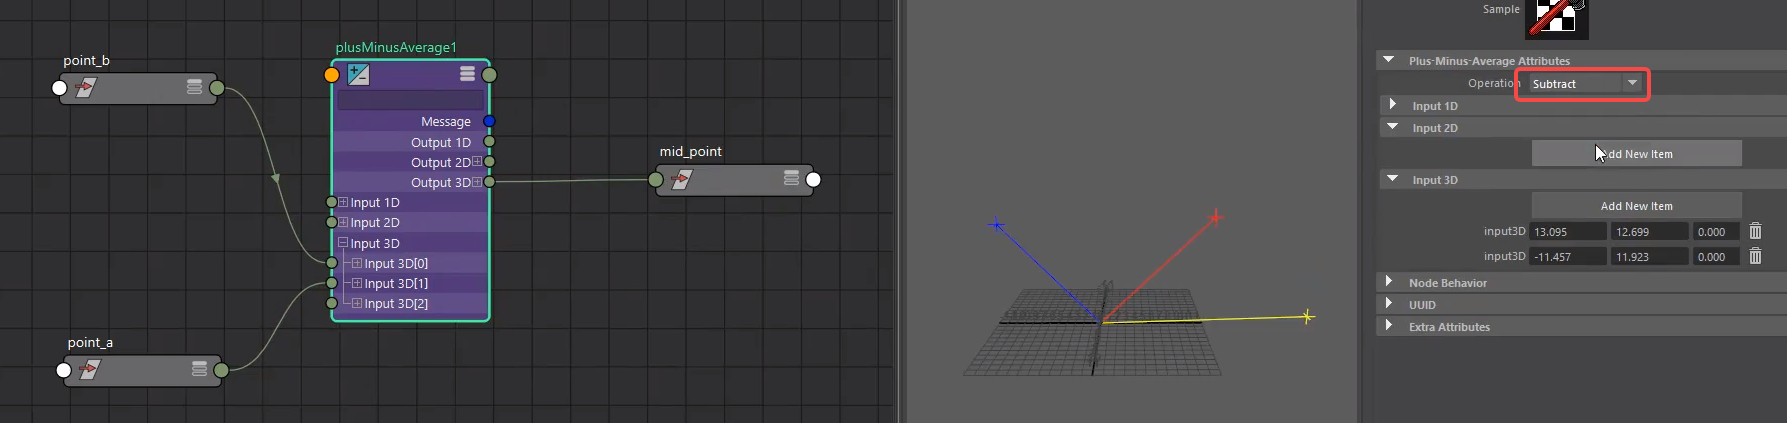 point_b
plusMinusAverage1
Message
Output 1D
Output 2D
Output 3D
Input 1D
Input 2D
Input 3D
Input 3D[0]
Input 3D[1]
Input 3D[2]
point_a
mid_point
Sample
Plus-Minus-Average Attributes
Operation Subtract
Input 1D
Input 2D
Add New Item
Input 3D
Add New Item
input3D 13.095 12.699 0.000
input3D -11.457 11.923 0.000
Node Behavior
UUID
Extra Attributes